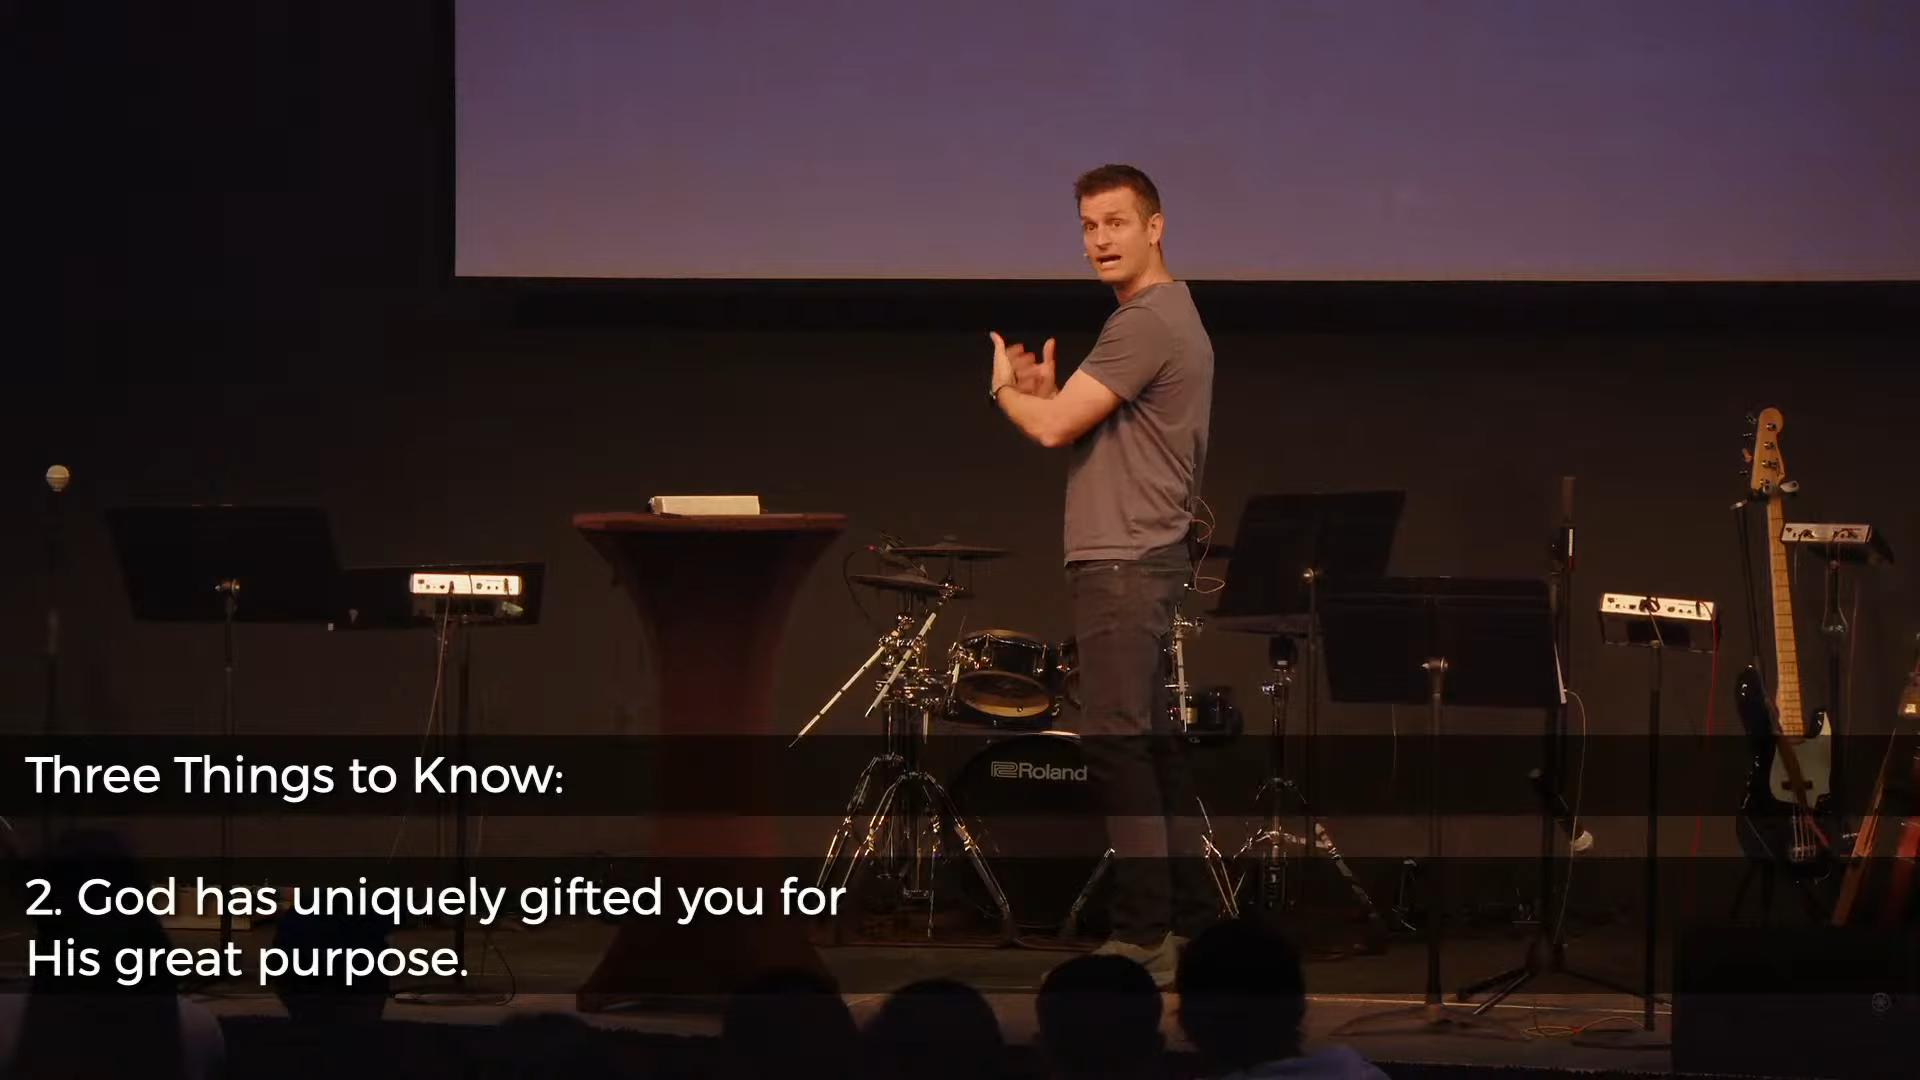 Roland
Three Things to Know:
2. God has uniquely gifted you for
His great purpose.